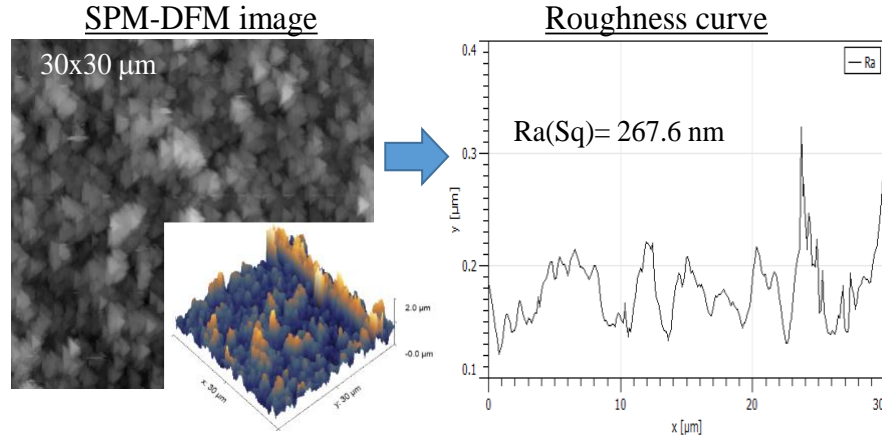 SPM-DFM image
30x30 μm
2.0 μm
-0.0 μm
x: 30 μm
y: 30 μm
Roughness curve
Ra
Ra(Sq)= 267.6 nm
0.4
0.3
0.2
0.1
y [μm]
0
10
20
30
x [μm]